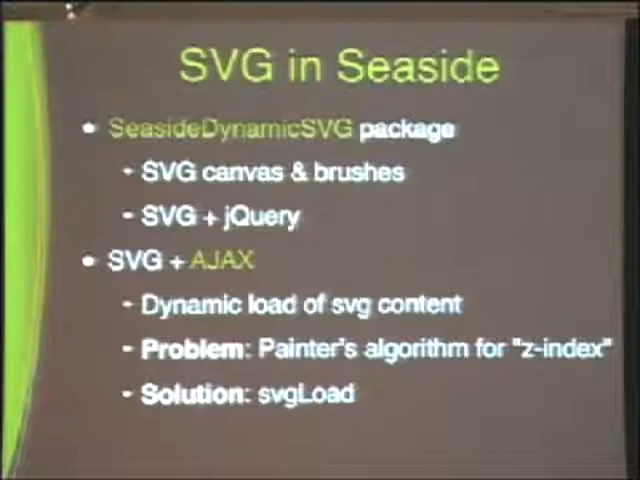 SVG in Seaside
• SeasideDynamicSVG package
- SVG canvas & brushes
- SVG + jQuery
• SVG + AJAX
- Dynamic load of svg content
- Problem: Painter's algorithm for "z-index"
- Solution: svgLoad